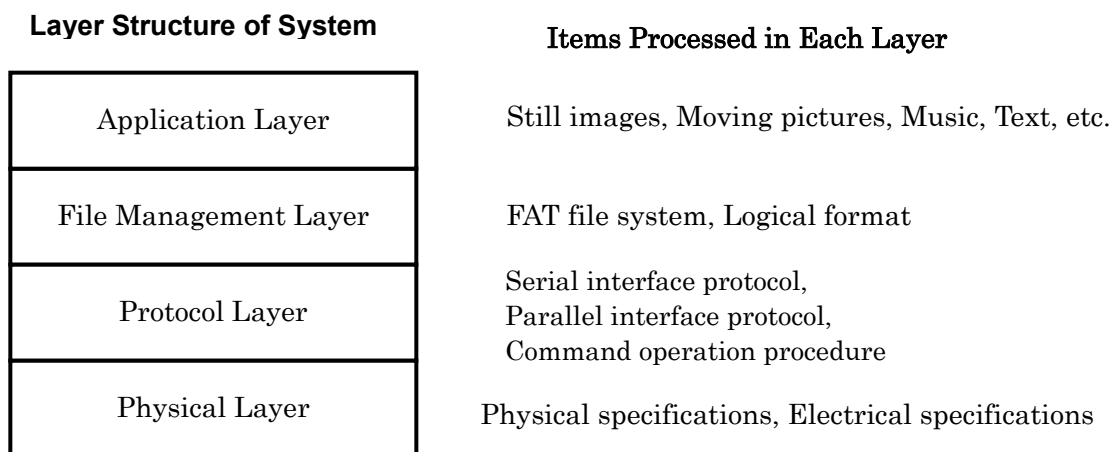 Layer Structure of System
Items Processed in Each Layer
Application Layer
Still images, Moving pictures, Music, Text, etc.
File Management Layer
FAT file system, Logical format
Protocol Layer
Serial interface protocol,
Parallel interface protocol,
Command operation procedure
Physical Layer
Physical specifications, Electrical specifications